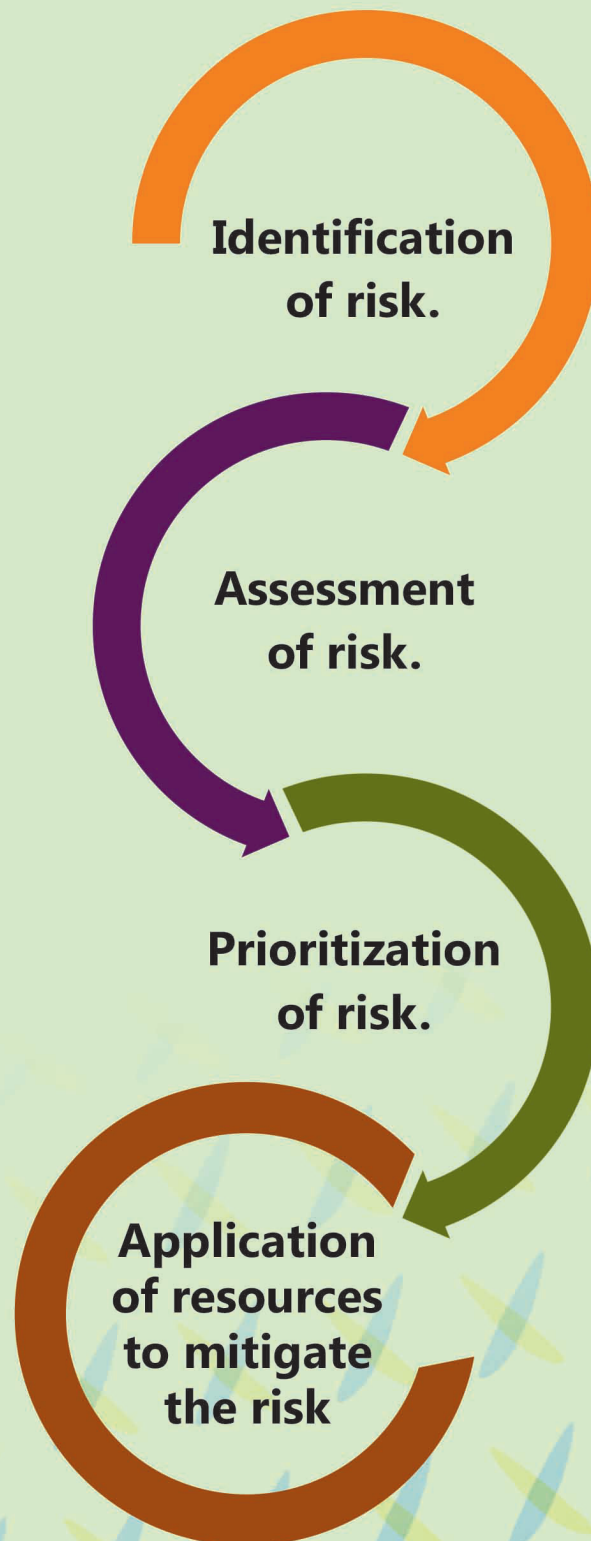 Identification
of risk.
Assessment
of risk.
Prioritization
of risk.
Application
of resources
to mitigate
the risk